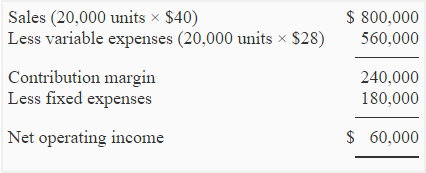 Sales (20,000 units × $40) $ 800,000
Less variable expenses (20,000 units × $28) 560,000
Contribution margin 240,000
Less fixed expenses 180,000
Net operating income $ 60,000